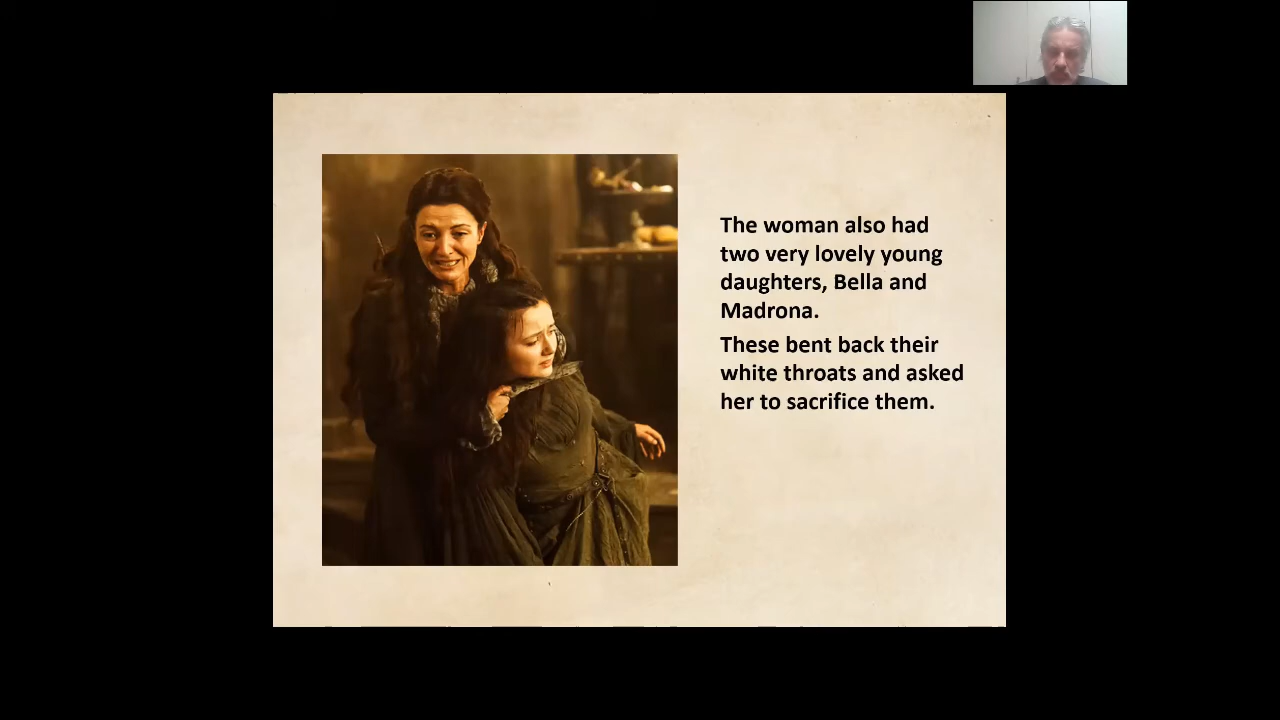 The woman also had
two very lovely young
daughters, Bella and
Madrona.
These bent back their
white throats and asked
her to sacrifice them.